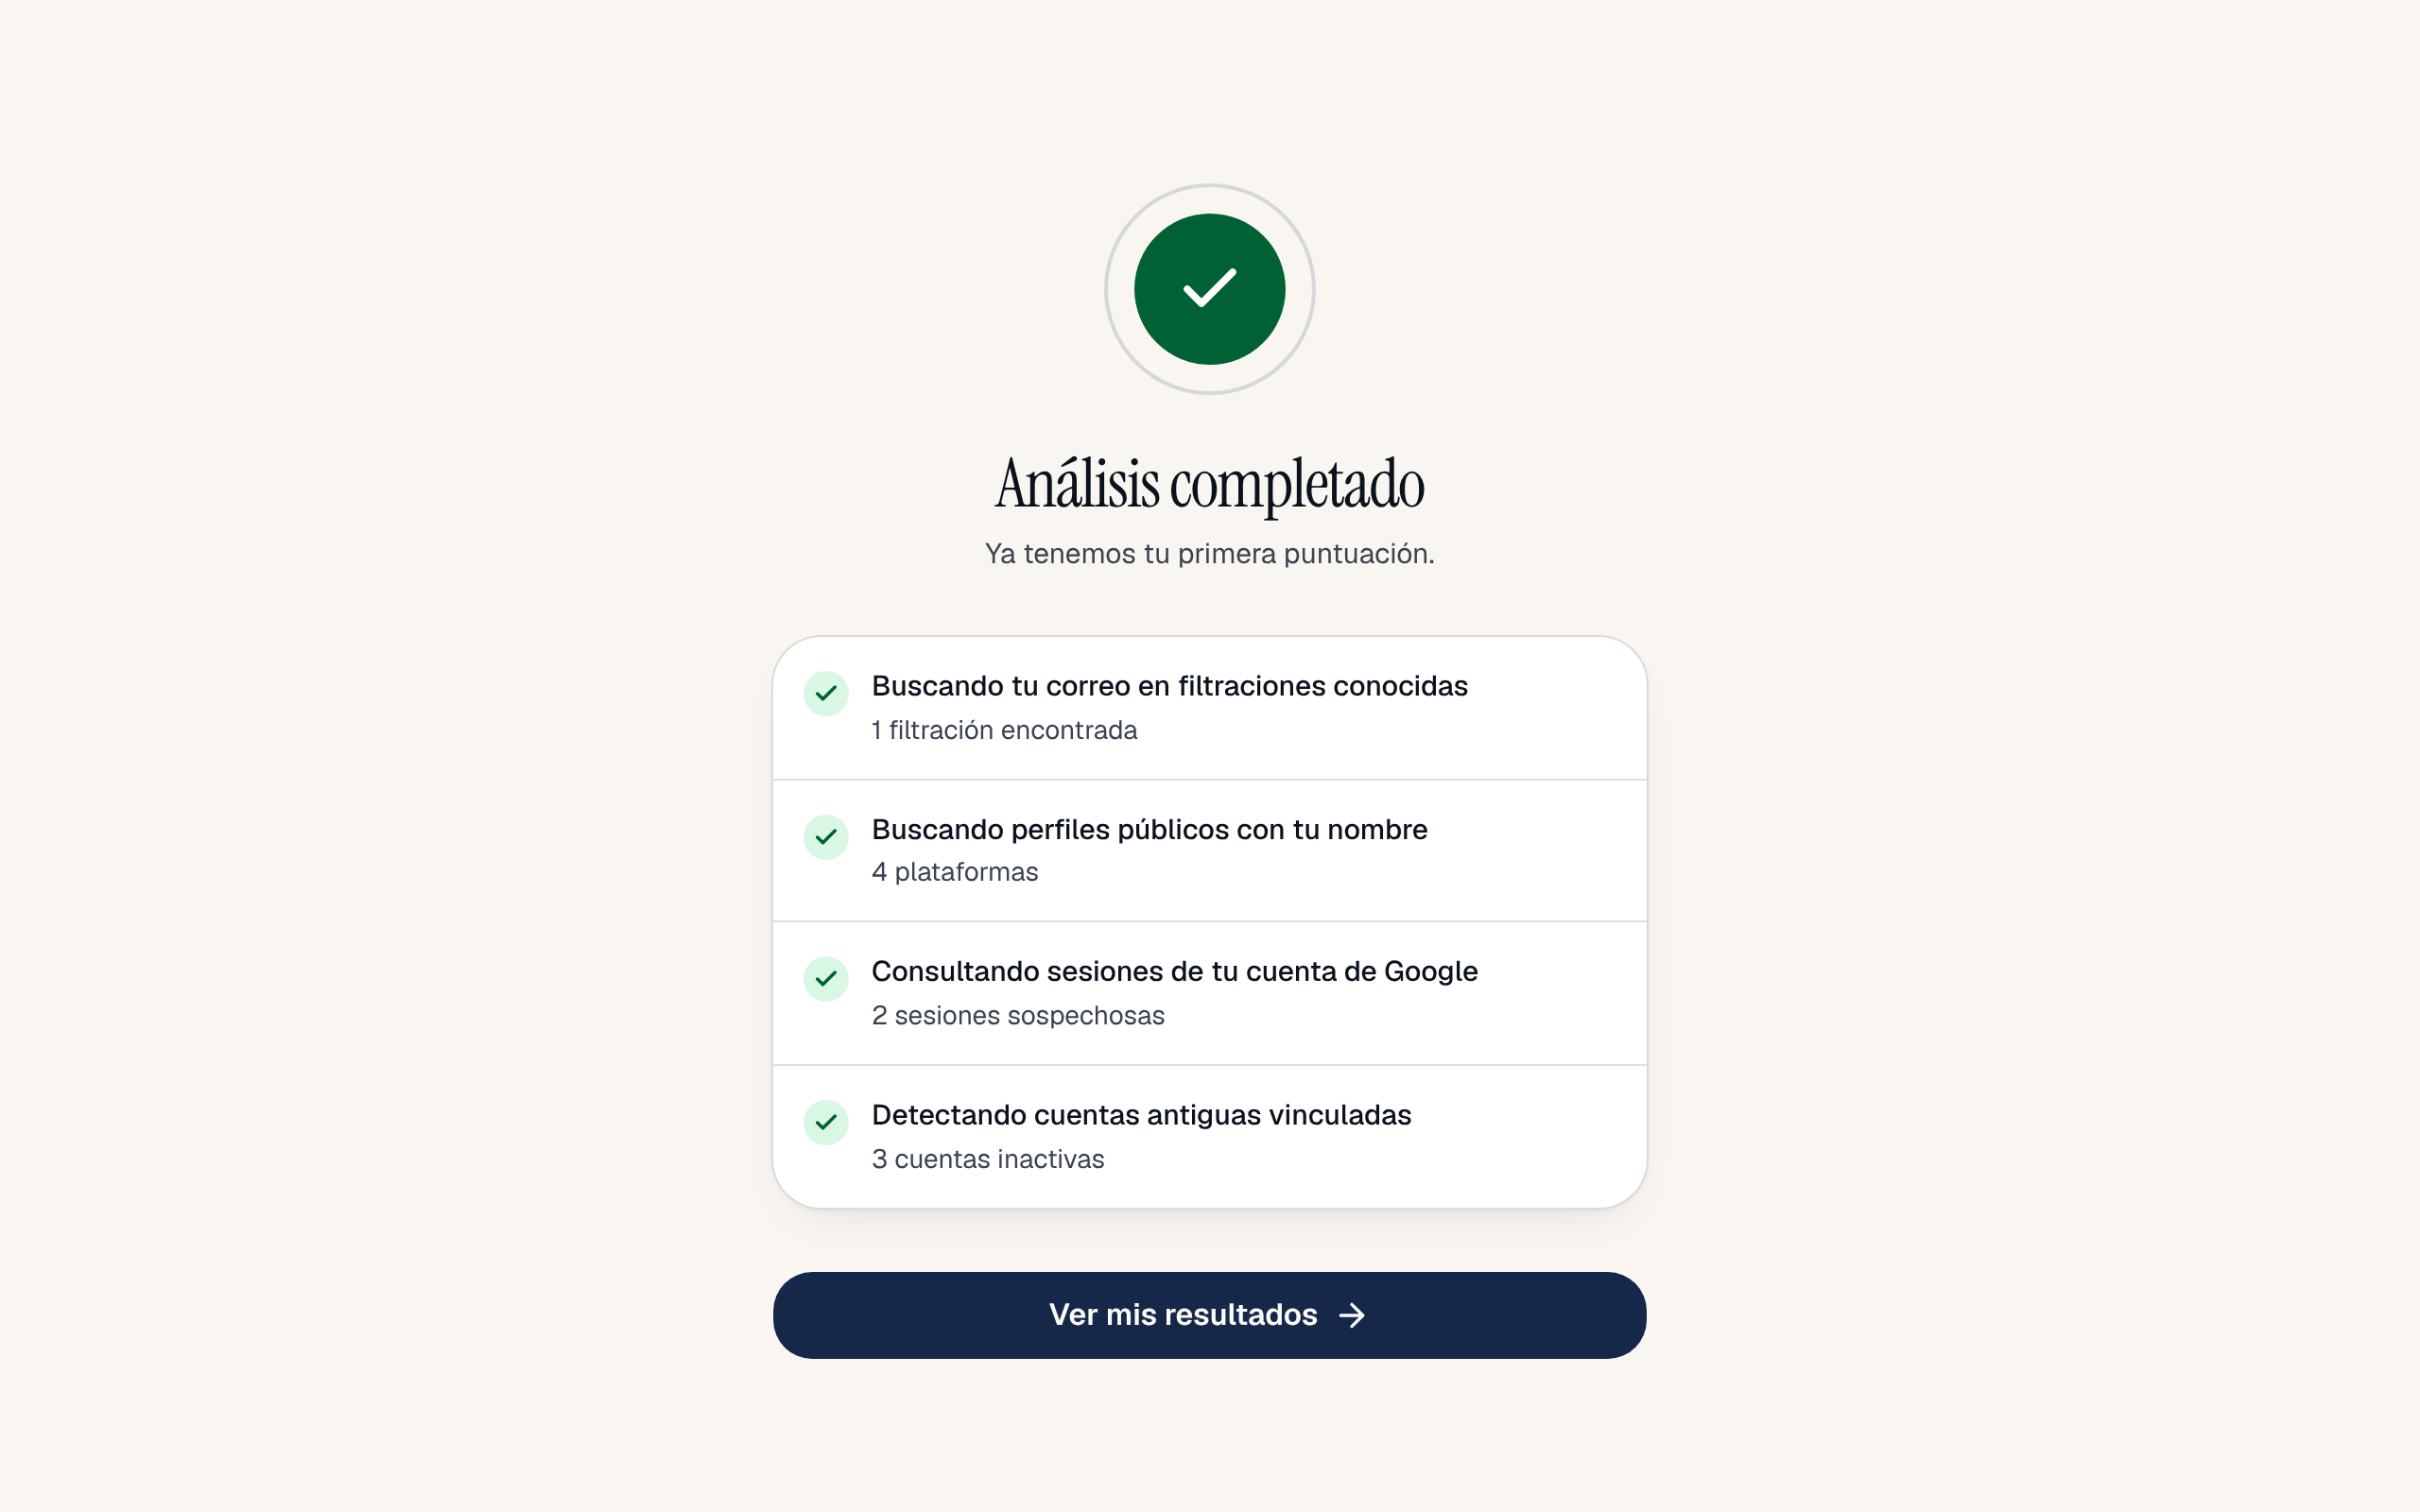 Análisis completado
Ya tenemos tu primera puntuación.
Buscando tu correo en filtraciones conocidas
1 filtración encontrada
Buscando perfiles públicos con tu nombre
4 plataformas
Consultando sesiones de tu cuenta de Google
2 sesiones sospechosas
Detectando cuentas antiguas vinculadas
3 cuentas inactivas
Ver mis resultados